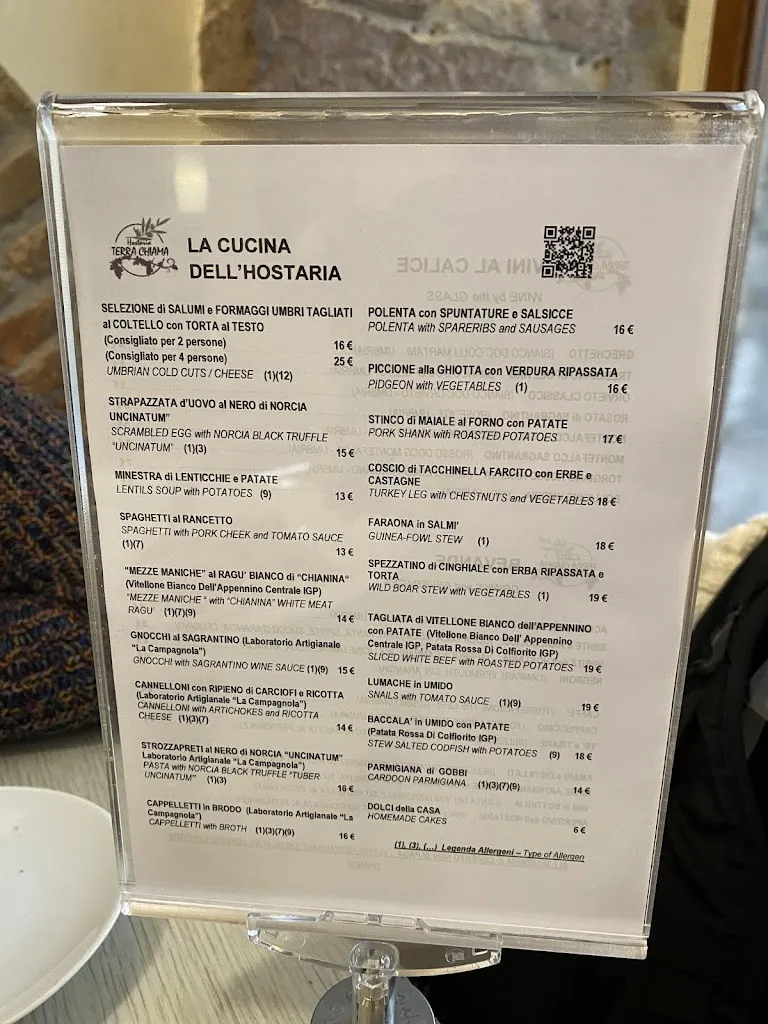 Hostaria
TERRA CHIAMA
LA CUCINA
DELL'HOSTARIA
SELEZIONE di SALUMI e FORMAGGI UMBRI TAGLIATI
al COLTELLO con TORTA al TESTO
(Consigliato per 2 persone) 16 €
(Consigliato per 4 persone) 25 €
UMBRIAN COLD CUTS / CHEESE (1)(12)
STRAPAZZATA d'UOVO al NERO di NORCIA
UNCINATUM"
SCRAMBLED EGG with NORCIA BLACK TRUFFLE
"UNCINATUM" (1)(3) 15 €
MINESTRA di LENTICCHIE e PATATE
LENTILS SOUP with POTATOES (9) 13 €
SPAGHETTI al RANCETTO
SPAGHETTI with PORK CHEEK and TOMATO SAUCE
(1)(7) 13 €
"MEZZE MANICHE" al RAGU' BIANCO di "CHIANINA"
(Vitellone Bianco Dell'Appennino Centrale IGP)
"MEZZE MANICHE " with "CHIANINA" WHITE MEAT
RAGU' (1)(7)(9) 14 €
GNOCCHI al SAGRANTINO (Laboratorio Artigianale
"La Campagnola")
GNOCCHI with SAGRANTINO WINE SAUCE (1)(9) 15 €
CANNELLONI con RIPIENO di CARCIOFI e RICOTTA
(Laboratorio Artigianale "La Campagnola")
CANNELLONI with ARTICHOKES and RICOTTA
CHEESE (1)(3)(7) 14 €
STROZZAPRETI al NERO di NORCIA "UNCINATUM"
Laboratorio Artigianale "La Campagnola")
PASTA with NORCIA BLACK TRUFFLE "TUBER
UNCINATUM" (1)(3) 16 €
CAPPELLETTI in BRODO (Laboratorio Artigianale "La
Campagnola")
CAPPELLETTI with BROTH (1)(3)(7)(9) 16 €
POLENTA con SPUNTATURE e SALSICCE
POLENTA with SPARERIBS and SAUSAGES 16 €
PICCIONE alla GHIOTTA con VERDURA RIPASSATA
PIDGEON with VEGETABLES (1) 16 €
STINCO di MAIALE al FORNO con PATATE
PORK SHANK with ROASTED POTATOES 17 €
COSCIO di TACCHINELLA FARCITO con ERBE e
CASTAGNE
TURKEY LEG with CHESTNUTS and VEGETABLES 18 €
FARAONA in SALMI'
GUINEA-FOWL STEW (1) 18 €
SPEZZATINO di CINGHIALE con ERBA RIPASSATA e
TORTA
WILD BOAR STEW with VEGETABLES (1) 19 €
TAGLIATA di VITELLONE BIANCO dell'APPENNINO
con PATATE (Vitellone Bianco Dell' Appennino
Centrale IGP, Patata Rossa Di Colfiorito IGP)
SLICED WHITE BEEF with ROASTED POTATOES 19 €
LUMACHE in UMIDO
SNAILS with TOMATO SAUCE (1)(9) 19 €
BACCALA' in UMIDO con PATATE
(Patata Rossa Di Colfiorito IGP)
STEW SALTED CODFISH with POTATOES (9) 18 €
PARMIGIANA di GOBBI
CARDOON PARMIGIANA (1)(3)(7)(9) 14 €
DOLCI della CASA
HOMEMADE CAKES 6 €
(1), (3), (...) Legenda Allergeni – Type of Allergen
VINI AL CALICE
WINE by the GLASS
BEVANDE